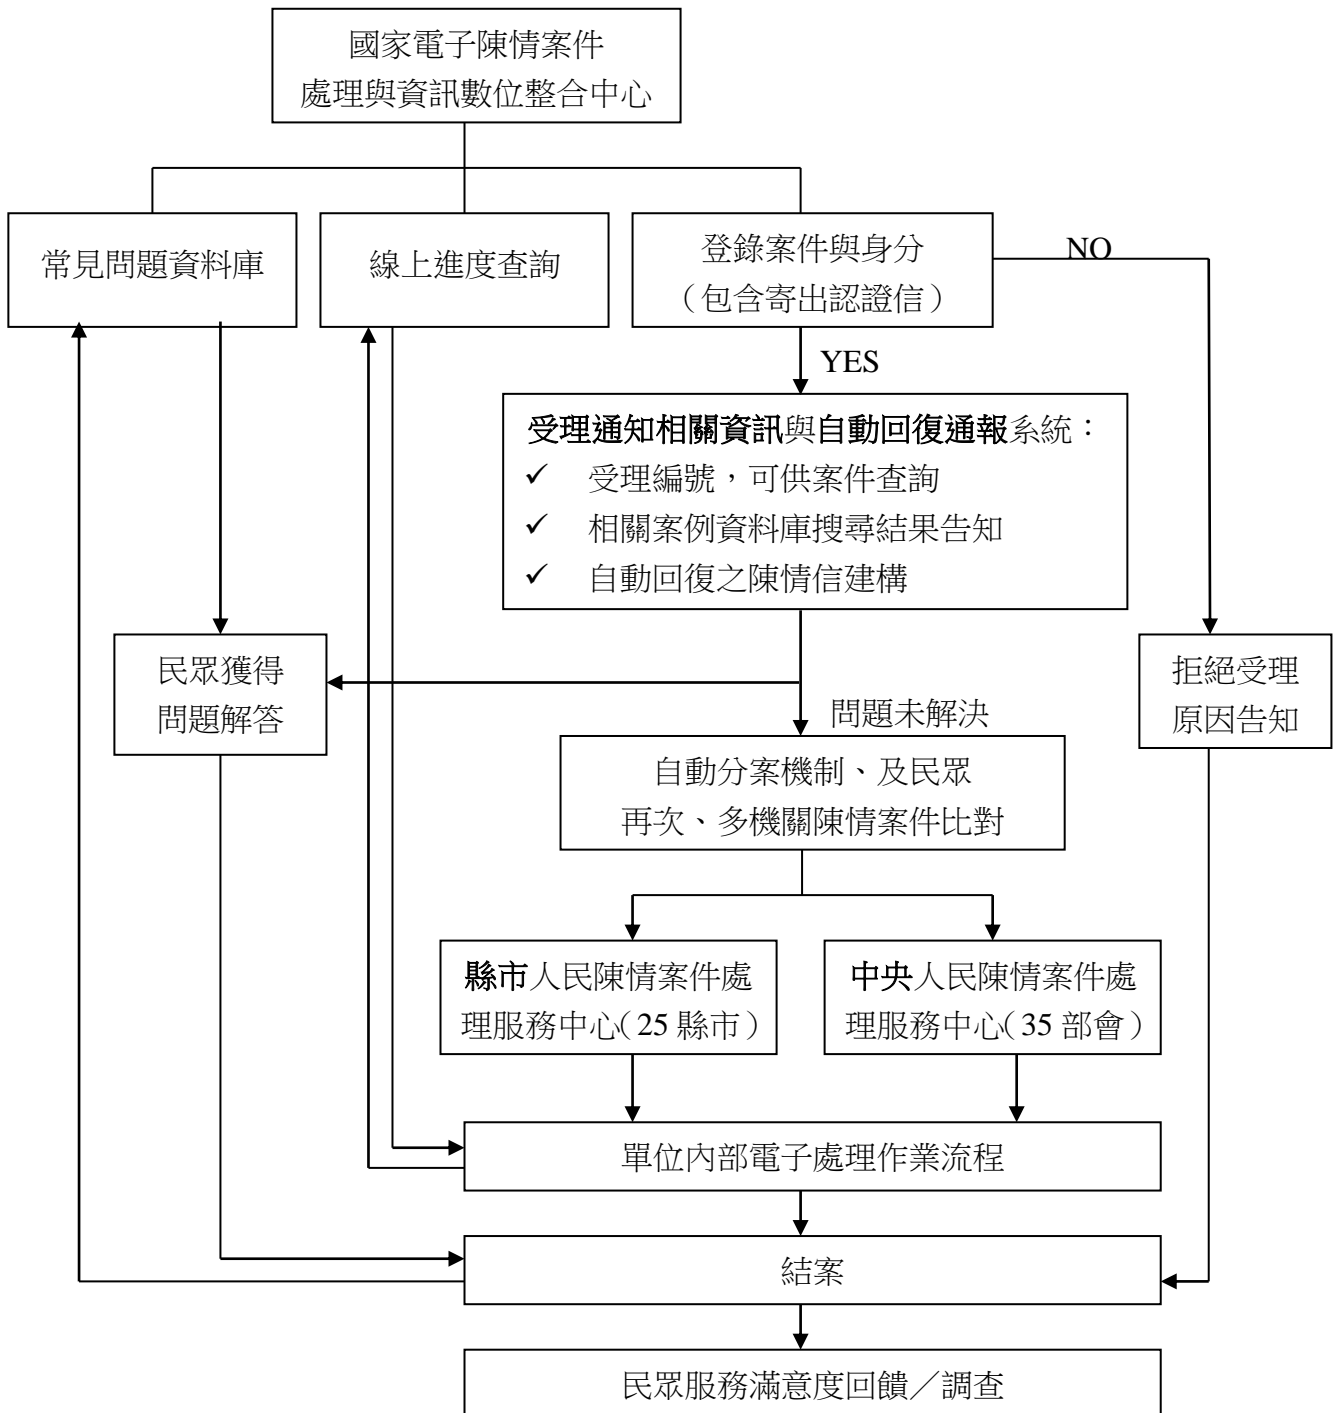 國家電子陳情案件
處理與資訊數位整合中心
常見問題資料庫
線上進度查詢
登錄案件與身分
（包含寄出認證信）
NO
YES
受理通知相關資訊與自動回復通報系統：
✓ 受理編號，可供案件查詢
✓ 相關案例資料庫搜尋結果告知
✓ 自動回復之陳情信建構
民眾獲得
問題解答
拒絕受理
原因告知
問題未解決
自動分案機制、及民眾
再次、多機關陳情案件比對
縣市人民陳情案件處
理服務中心（25 縣市）
中央人民陳情案件處
理服務中心（35 部會）
單位內部電子處理作業流程
結案
民眾服務滿意度回饋／調查